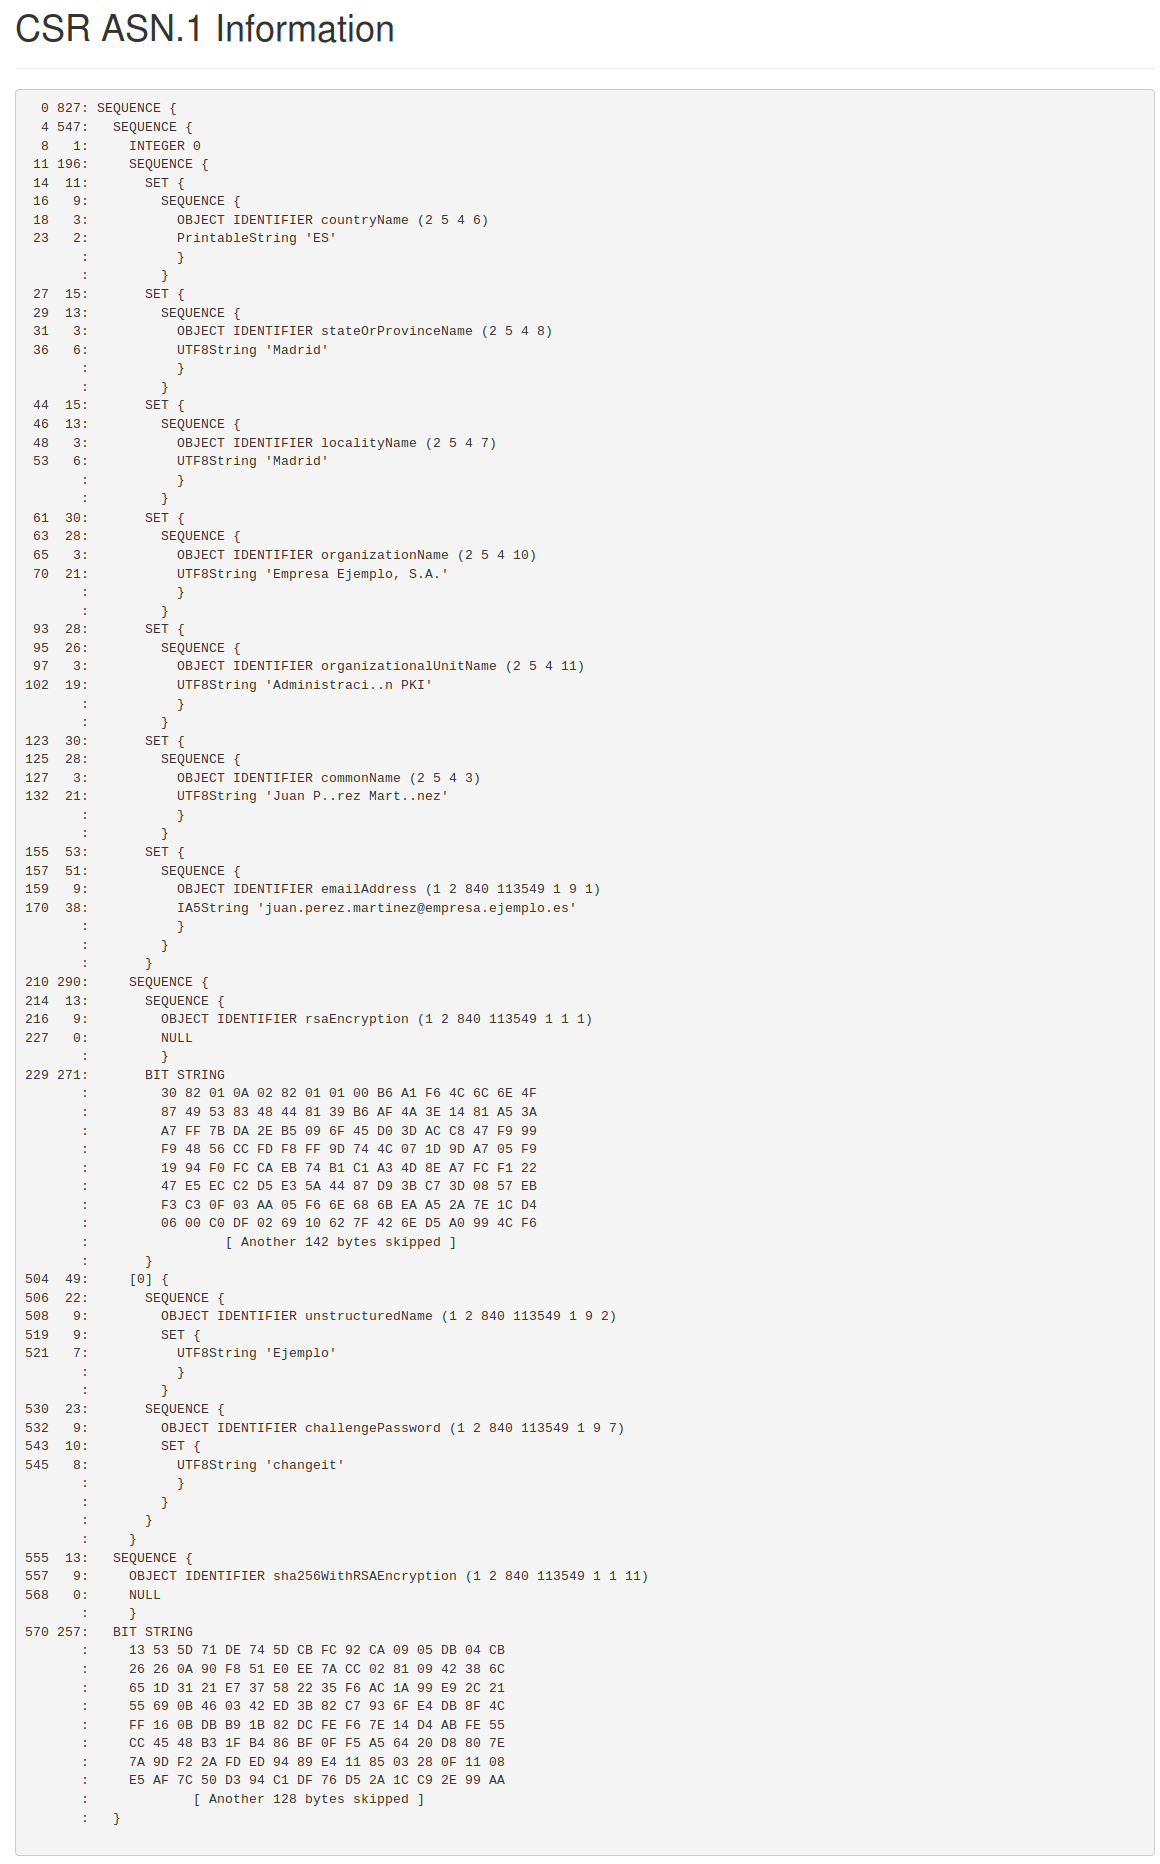 CSR ASN.1 Information
  0 827: SEQUENCE {
  4 547:   SEQUENCE {
  8   1:     INTEGER 0
 11 196:     SEQUENCE {
 14  11:       SET {
 16   9:         SEQUENCE {
 18   3:           OBJECT IDENTIFIER countryName (2 5 4 6)
 23   2:           PrintableString 'ES'
       :           }
       :         }
 27  15:       SET {
 29  13:         SEQUENCE {
 31   3:           OBJECT IDENTIFIER stateOrProvinceName (2 5 4 8)
 36   6:           UTF8String 'Madrid'
       :           }
       :         }
 44  15:       SET {
 46  13:         SEQUENCE {
 48   3:           OBJECT IDENTIFIER localityName (2 5 4 7)
 53   6:           UTF8String 'Madrid'
       :           }
       :         }
 61  30:       SET {
 63  28:         SEQUENCE {
 65   3:           OBJECT IDENTIFIER organizationName (2 5 4 10)
 70  21:           UTF8String 'Empresa Ejemplo, S.A.'
       :           }
       :         }
 93  28:       SET {
 95  26:         SEQUENCE {
 97   3:           OBJECT IDENTIFIER organizationalUnitName (2 5 4 11)
102  19:           UTF8String 'Administraci..n PKI'
       :           }
       :         }
123  30:       SET {
125  28:         SEQUENCE {
127   3:           OBJECT IDENTIFIER commonName (2 5 4 3)
132  21:           UTF8String 'Juan P..rez Mart..nez'
       :           }
       :         }
155  53:       SET {
157  51:         SEQUENCE {
159   9:           OBJECT IDENTIFIER emailAddress (1 2 840 113549 1 9 1)
170  38:           IA5String 'juan.perez.martinez@empresa.ejemplo.es'
       :           }
       :         }
       :       }
210 290:     SEQUENCE {
214  13:       SEQUENCE {
216   9:         OBJECT IDENTIFIER rsaEncryption (1 2 840 113549 1 1 1)
227   0:         NULL
       :         }
229 271:       BIT STRING
       :         30 82 01 0A 02 82 01 01 00 B6 A1 F6 4C 6C 6E 4F
       :         87 49 53 83 48 44 81 39 B6 AF 4A 3E 14 81 A5 3A
       :         A7 FF 7B DA 2E B5 09 6F 45 D0 3D AC C8 47 F9 99
       :         F9 48 56 CC FD F8 FF 9D 74 4C 07 1D 9D A7 05 F9
       :         19 94 F0 FC CA EB 74 B1 C1 A3 4D 8E A7 FC F1 22
       :         47 E5 EC C2 D5 E3 5A 44 87 D9 3B C7 3D 08 57 EB
       :         F3 C3 0F 03 AA 05 F6 6E 68 6B EA A5 2A 7E 1C D4
       :         06 00 C0 DF 02 69 10 62 7F 42 6E D5 A0 99 4C F6
       :                 [ Another 142 bytes skipped ]
       :       }
504  49:     [0] {
506  22:       SEQUENCE {
508   9:         OBJECT IDENTIFIER unstructuredName (1 2 840 113549 1 9 2)
519   9:         SET {
521   7:           UTF8String 'Ejemplo'
       :           }
       :         }
530  23:       SEQUENCE {
532   9:         OBJECT IDENTIFIER challengePassword (1 2 840 113549 1 9 7)
543  10:         SET {
545   8:           UTF8String 'changeit'
       :           }
       :         }
       :       }
       :     }
555  13:   SEQUENCE {
557   9:     OBJECT IDENTIFIER sha256WithRSAEncryption (1 2 840 113549 1 1 11)
568   0:     NULL
       :     }
570 257:   BIT STRING
       :     13 53 5D 71 DE 74 5D CB FC 92 CA 09 05 DB 04 CB
       :     26 26 0A 90 F8 51 E0 EE 7A CC 02 81 09 42 38 6C
       :     65 1D 31 21 E7 37 58 22 35 F6 AC 1A 99 E9 2C 21
       :     55 69 0B 46 03 42 ED 3B 82 C7 93 6F E4 DB 8F 4C
       :     FF 16 0B DB B9 1B 82 DC FE F6 7E 14 D4 AB FE 55
       :     CC 45 48 B3 1F B4 86 BF 0F F5 A5 64 20 D8 80 7E
       :     7A 9D F2 2A FD ED 94 89 E4 11 85 03 28 0F 11 08
       :     E5 AF 7C 50 D3 94 C1 DF 76 D5 2A 1C C9 2E 99 AA
       :             [ Another 128 bytes skipped ]
       :   }